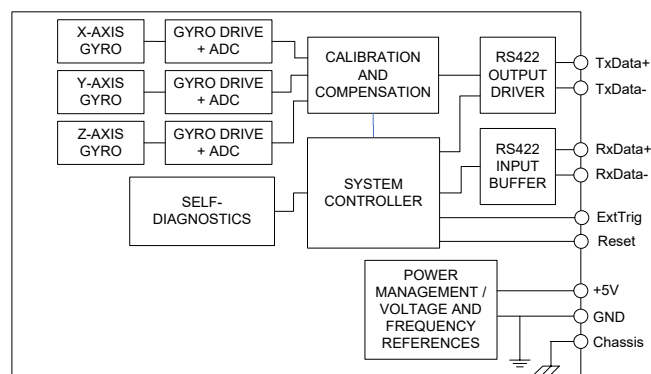 X-AXIS
GYRO
GYRO DRIVE
+ ADC
Y-AXIS
GYRO
GYRO DRIVE
+ ADC
Z-AXIS
GYRO
GYRO DRIVE
+ ADC
CALIBRATION
AND
COMPENSATION
RS422
OUTPUT
DRIVER
TxData+
TxData-
SELF-
DIAGNOSTICS
SYSTEM
CONTROLLER
RS422
INPUT
BUFFER
RxData+
RxData-
ExtTrig
Reset
POWER
MANAGEMENT /
VOLTAGE AND
FREQUENCY
REFERENCES
+5V
GND
Chassis